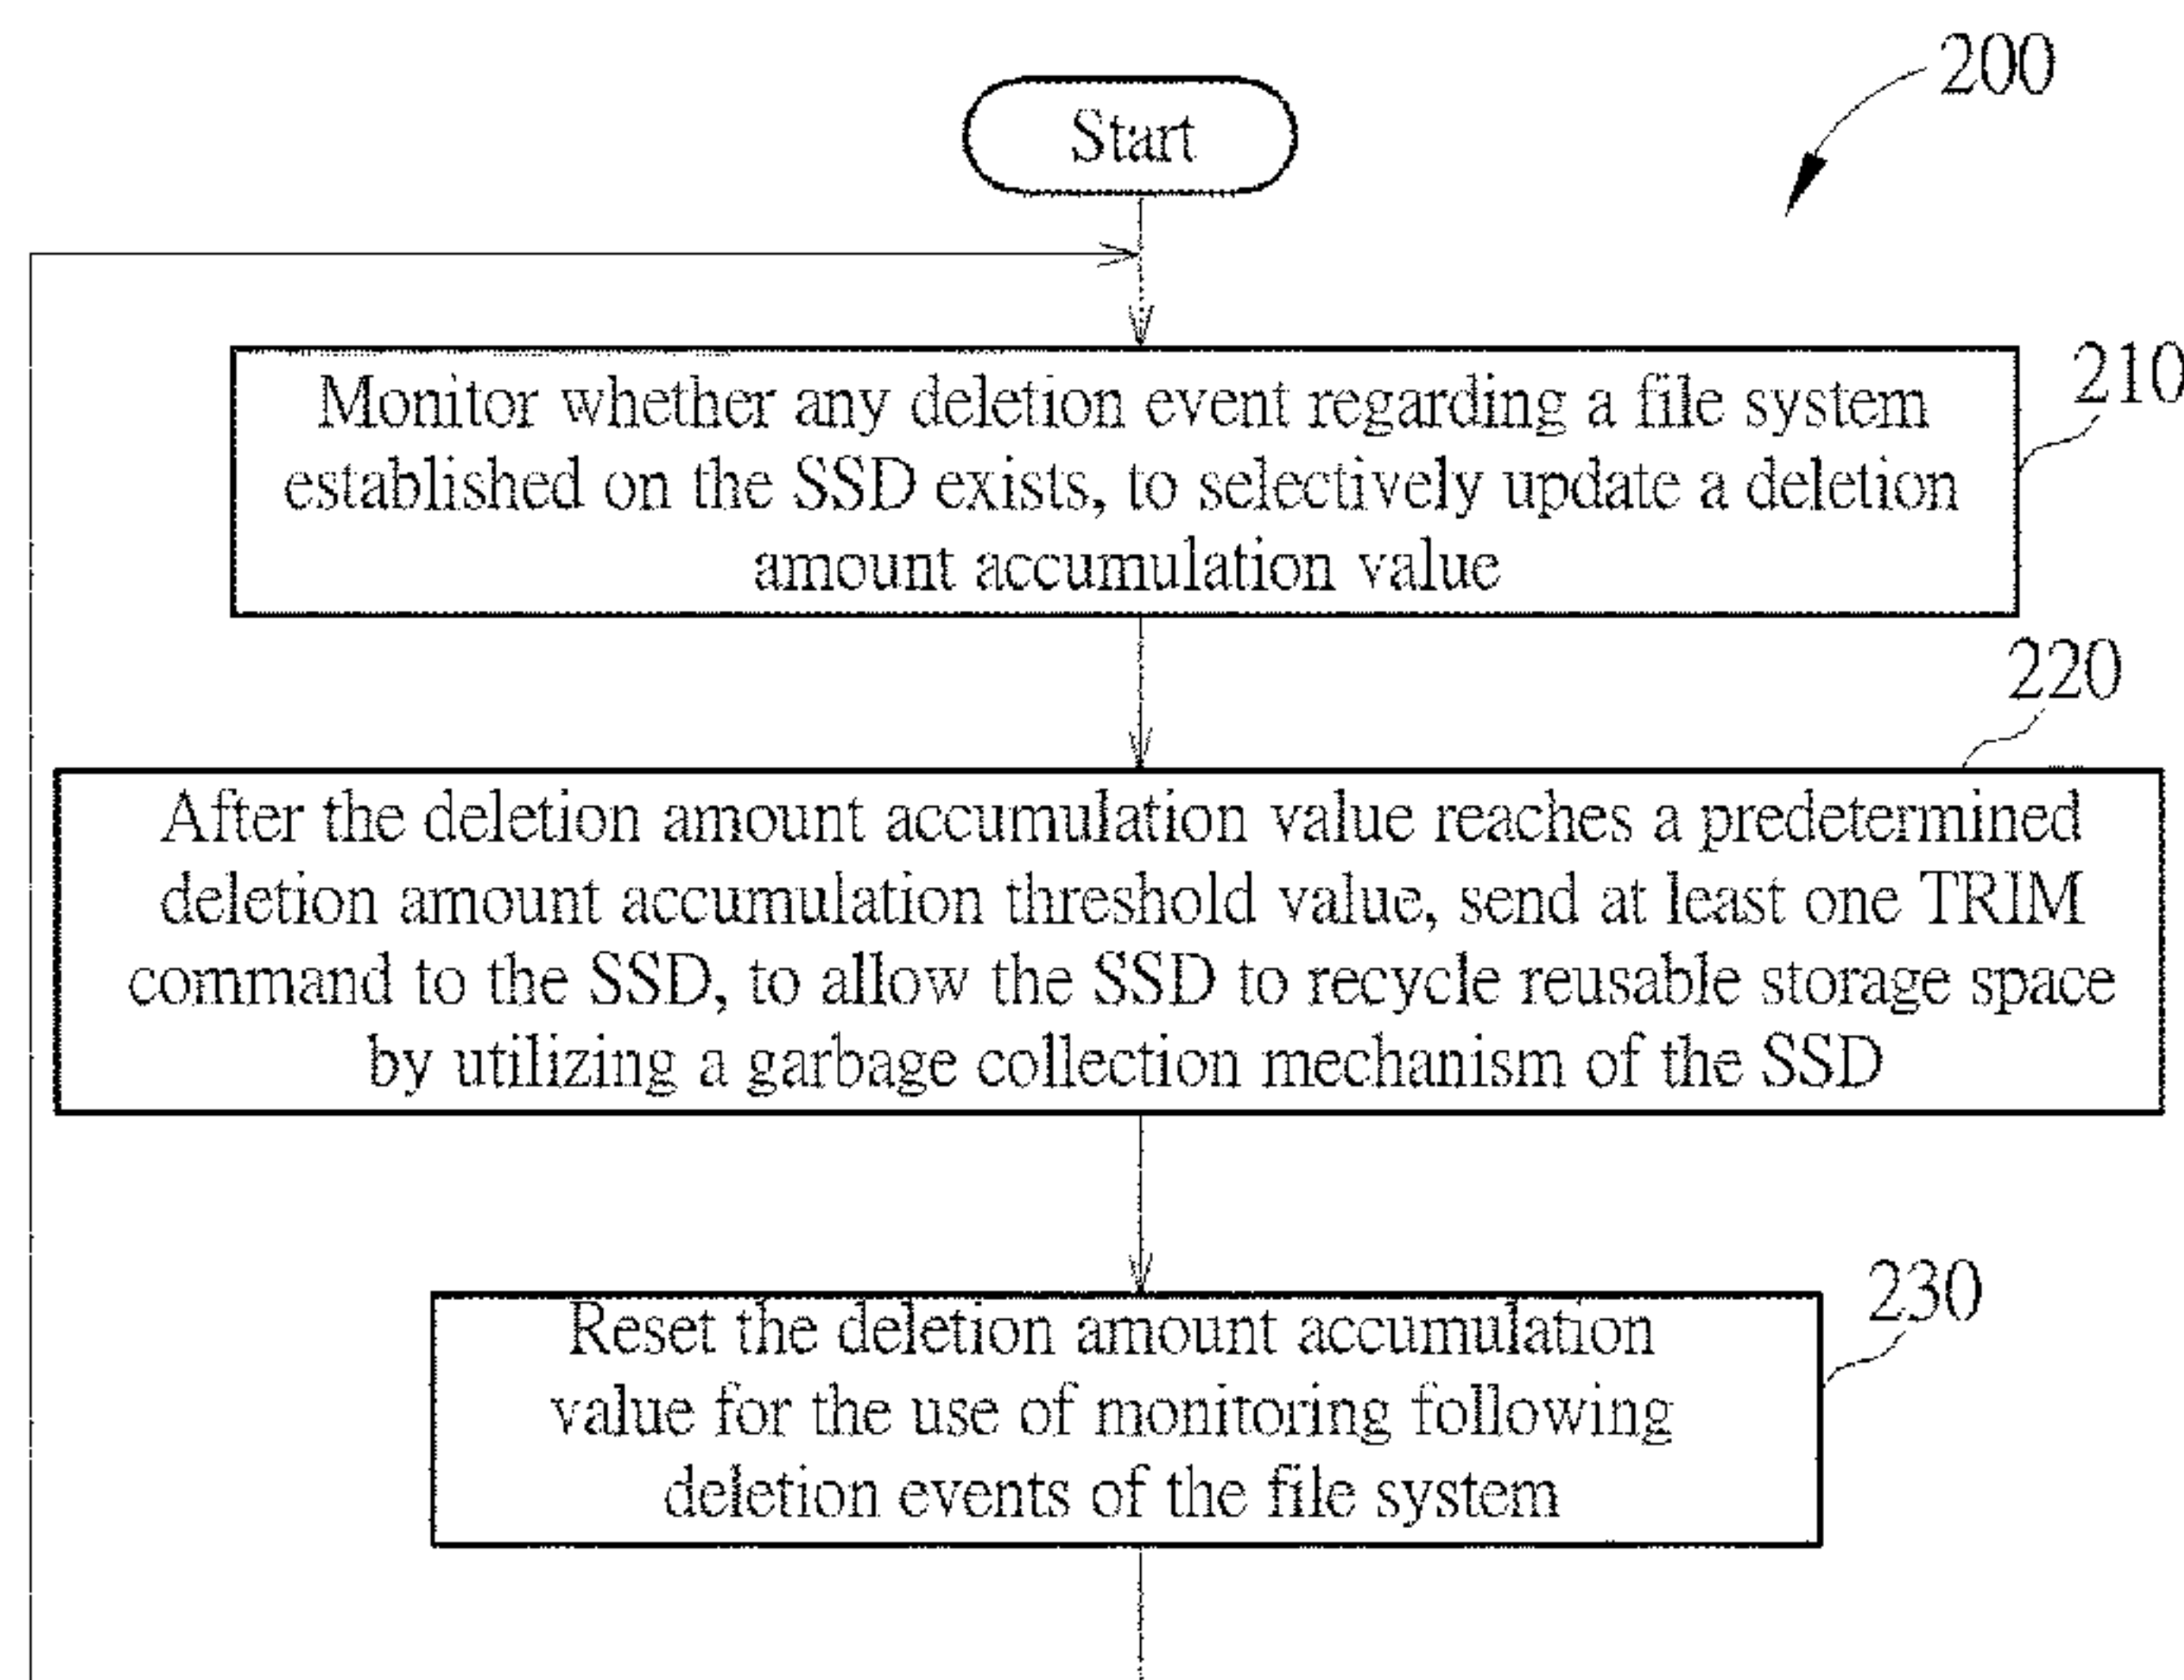 200
Start
210
Monitor whether any deletion event regarding a file system
established on the SSD exists, to selectively update a deletion
amount accumulation value
220
After the deletion amount accumulation value reaches a predetermined
deletion amount accumulation threshold value, send at least one TRIM
command to the SSD, to allow the SSD to recycle reusable storage space
by utilizing a garbage collection mechanism of the SSD
230
Reset the deletion amount accumulation
value for the use of monitoring following
deletion events of the file system